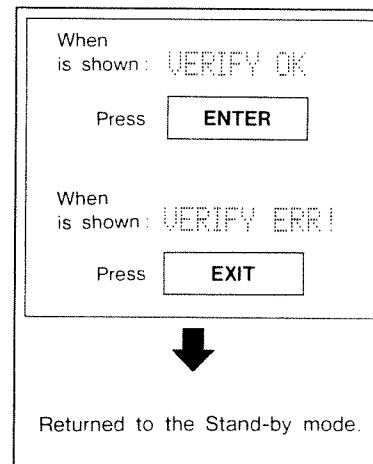 When
is shown: VERIFY OK
Press ENTER
When
is shown: VERIFY ERR!
Press EXIT
Returned to the Stand-by mode.